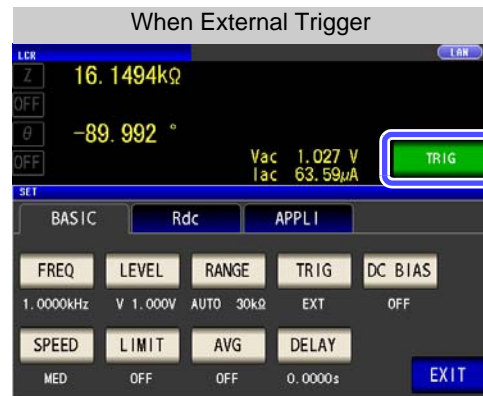 When External Trigger
LCR LAN
Z 16.1494kΩ
OFF
θ -89.992 °
OFF Vac 1.027 V
Iac 63.59μA
TRIG
SET
BASIC Rdc APPLI
FREQ LEVEL RANGE TRIG DC BIAS
1.0000kHz V 1.000V AUTO 30kΩ EXT OFF
SPEED LIMIT AVG DELAY
MED OFF OFF 0.0000s
EXIT